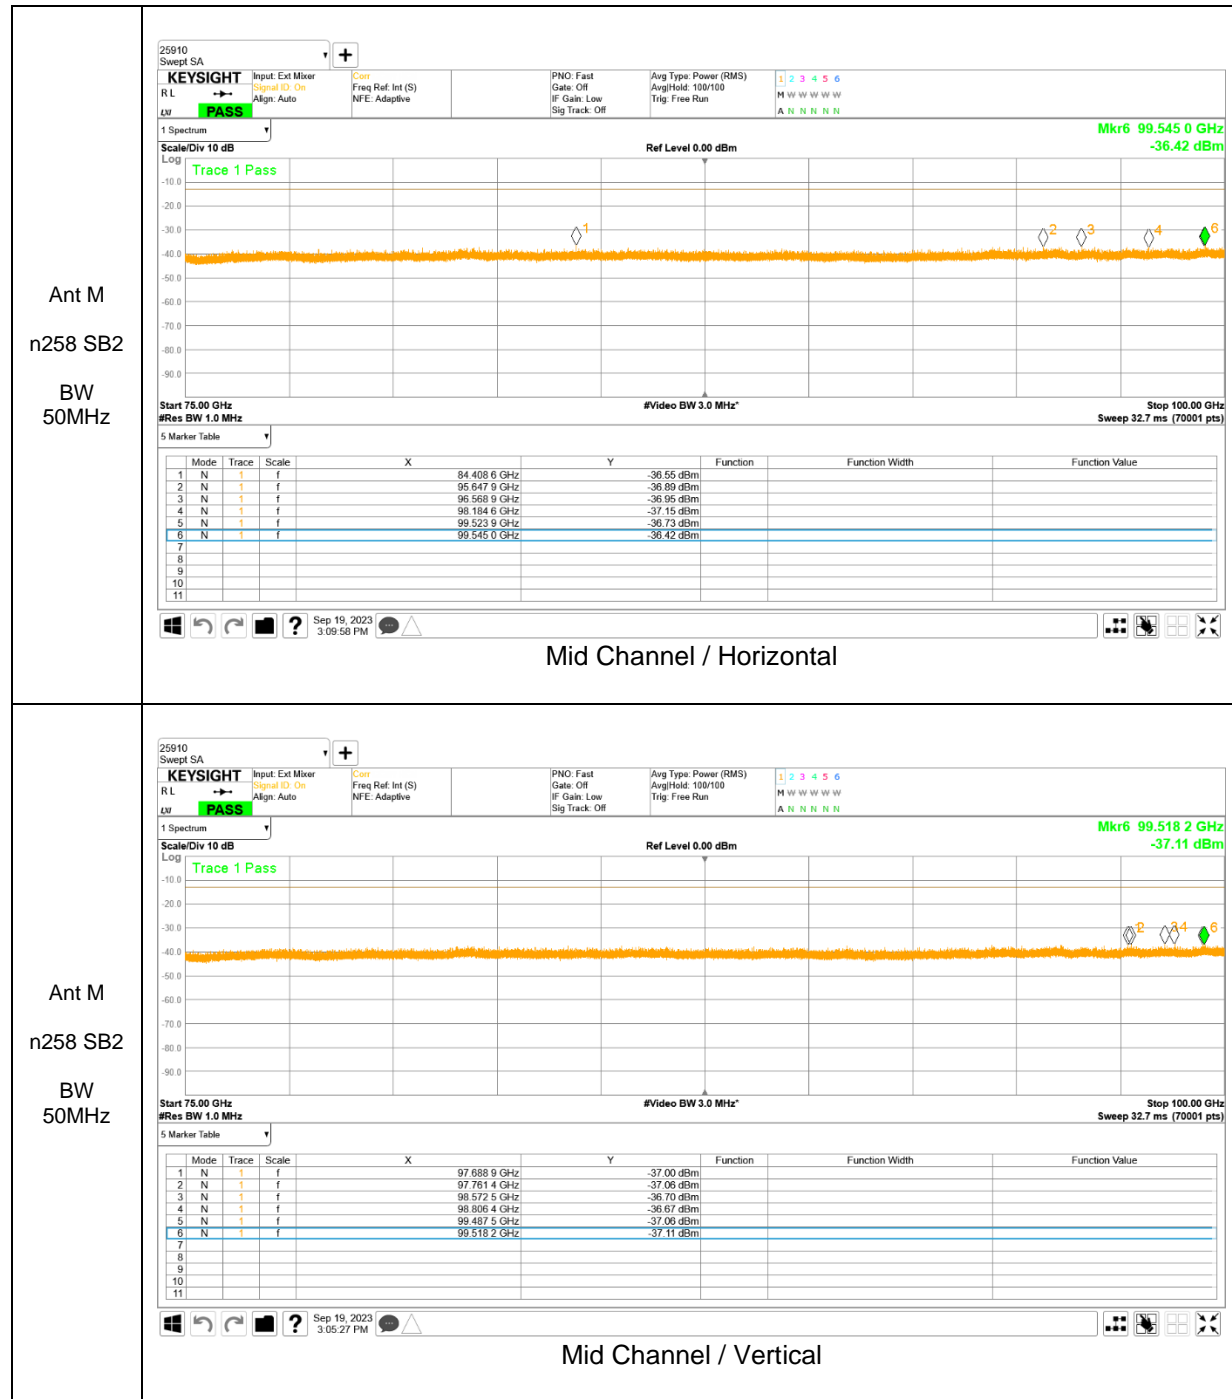 Ant M
n258 SB2
BW
50MHz
25910
Swept SA
KEYSIGHT
R L
LXI
PASS
Input: Ext Mixer
Signal ID: On
Align: Auto
Corr
Freq Ref: Int (S)
NFE: Adaptive
PNO: Fast
Gate: Off
IF Gain: Low
Sig Track: Off
Avg Type: Power (RMS)
Avg|Hold: 100/100
Trig: Free Run
1 2 3 4 5 6
M W W W W W
A N N N N N
1 Spectrum
Mkr6 99.545 0 GHz
Scale/Div 10 dB
Ref Level 0.00 dBm
-36.42 dBm
Log
Trace 1 Pass
-10.0
-20.0
-30.0
-40.0
-50.0
-60.0
-70.0
-80.0
-90.0
1
2
3
4
6
Start 75.00 GHz
#Video BW 3.0 MHz*
Stop 100.00 GHz
#Res BW 1.0 MHz
Sweep 32.7 ms (70001 pts)
5 Marker Table
Mode Trace Scale X Y Function Function Width Function Value
1 N 1 f 84.408 6 GHz -36.55 dBm
2 N 1 f 95.647 9 GHz -36.89 dBm
3 N 1 f 96.568 9 GHz -36.95 dBm
4 N 1 f 98.184 6 GHz -37.15 dBm
5 N 1 f 99.523 9 GHz -36.73 dBm
6 N 1 f 99.545 0 GHz -36.42 dBm
7
8
9
10
11
Sep 19, 2023
3:09:58 PM
Mid Channel / Horizontal
Ant M
n258 SB2
BW
50MHz
25910
Swept SA
KEYSIGHT
R L
LXI
PASS
Input: Ext Mixer
Signal ID: On
Align: Auto
Corr
Freq Ref: Int (S)
NFE: Adaptive
PNO: Fast
Gate: Off
IF Gain: Low
Sig Track: Off
Avg Type: Power (RMS)
Avg|Hold: 100/100
Trig: Free Run
1 2 3 4 5 6
M W W W W W
A N N N N N
1 Spectrum
Mkr6 99.518 2 GHz
Scale/Div 10 dB
Ref Level 0.00 dBm
-37.11 dBm
Log
Trace 1 Pass
-10.0
-20.0
-30.0
-40.0
-50.0
-60.0
-70.0
-80.0
-90.0
2
4
6
Start 75.00 GHz
#Video BW 3.0 MHz*
Stop 100.00 GHz
#Res BW 1.0 MHz
Sweep 32.7 ms (70001 pts)
5 Marker Table
Mode Trace Scale X Y Function Function Width Function Value
1 N 1 f 97.688 9 GHz -37.00 dBm
2 N 1 f 97.761 4 GHz -37.06 dBm
3 N 1 f 98.572 5 GHz -36.70 dBm
4 N 1 f 98.806 4 GHz -36.67 dBm
5 N 1 f 99.487 5 GHz -37.06 dBm
6 N 1 f 99.518 2 GHz -37.11 dBm
7
8
9
10
11
Sep 19, 2023
3:05:27 PM
Mid Channel / Vertical